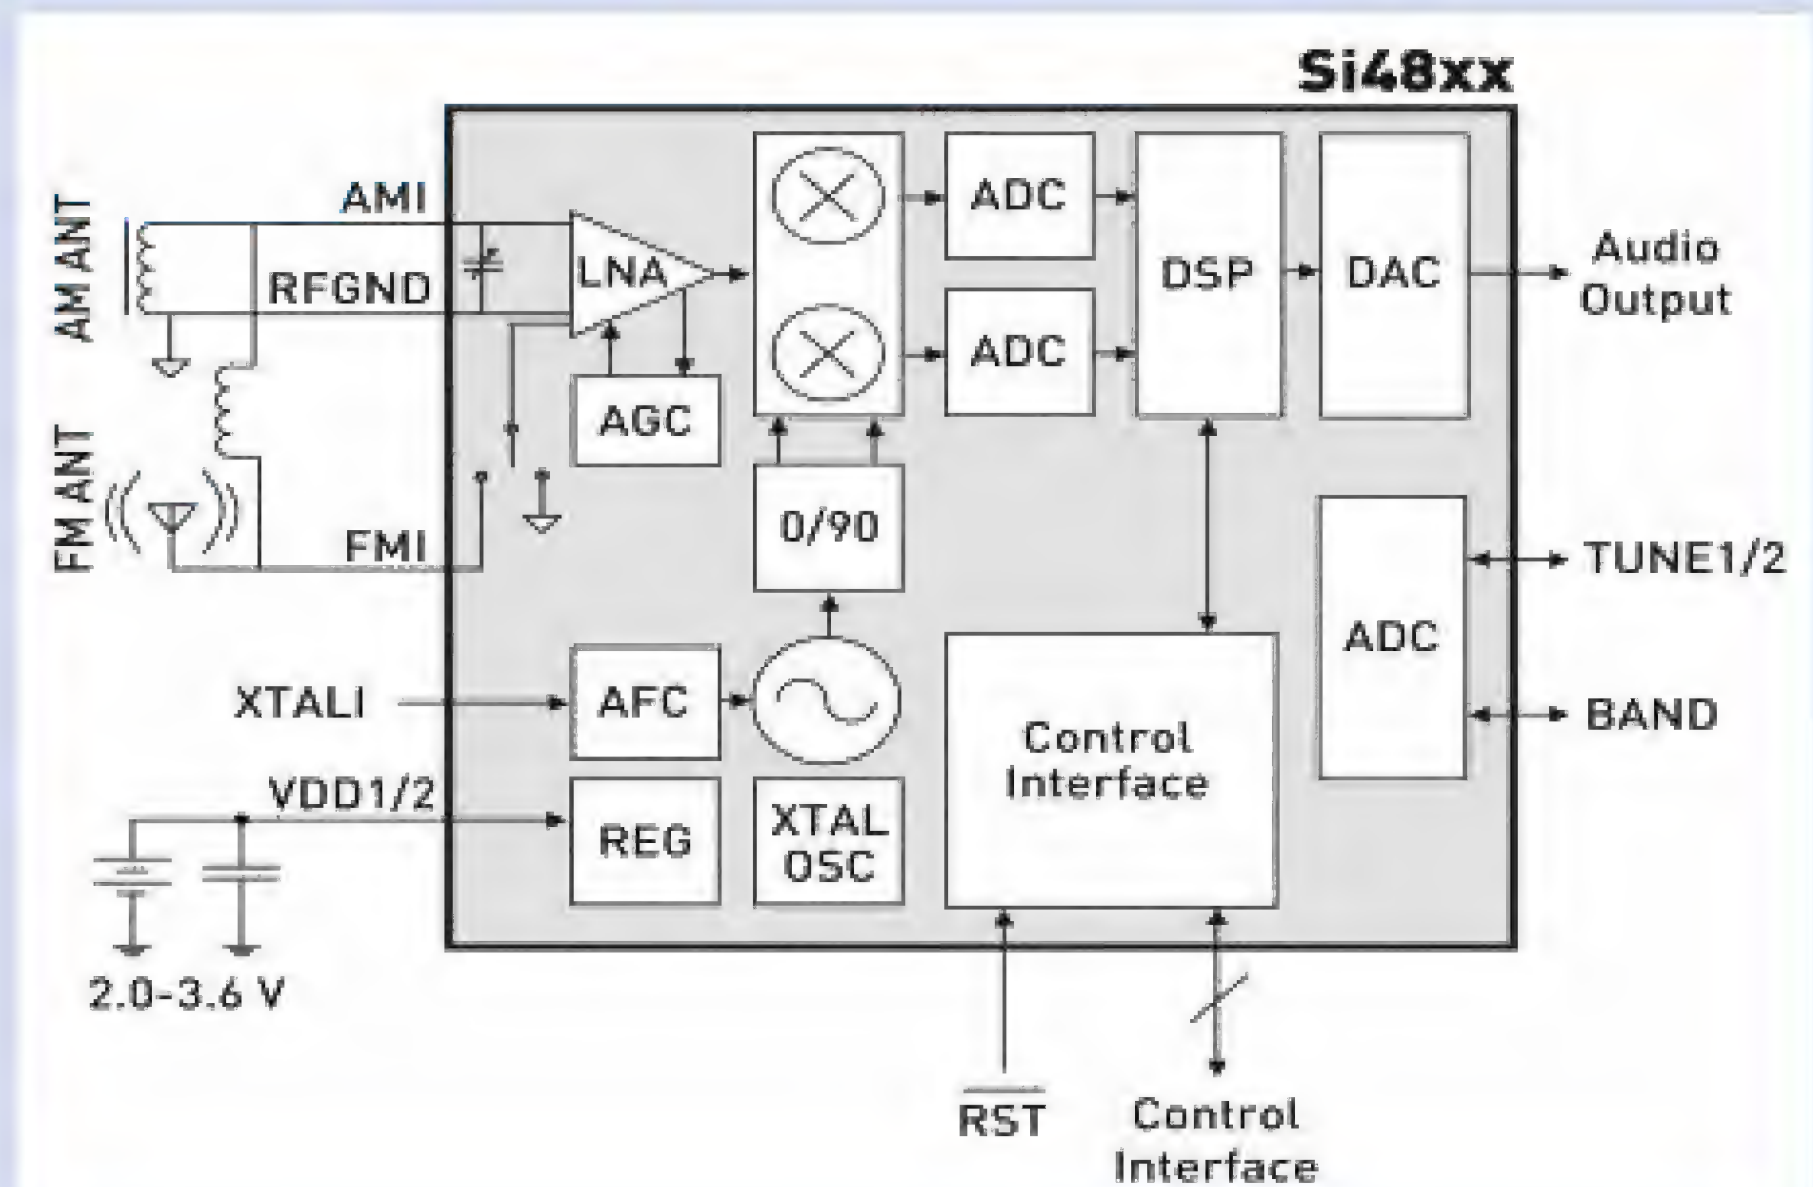 Si48xx
AM ANT
AMI
RFGND
LNA
ADC
ADC
DSP
DAC
Audio
Output
AGC
FM ANT
FMI
0/90
ADC
TUNE1/2
BAND
XTALI
AFC
Control
Interface
VDD1/2
REG
XTAL
OSC
2.0-3.6 V
RST
Control
Interface